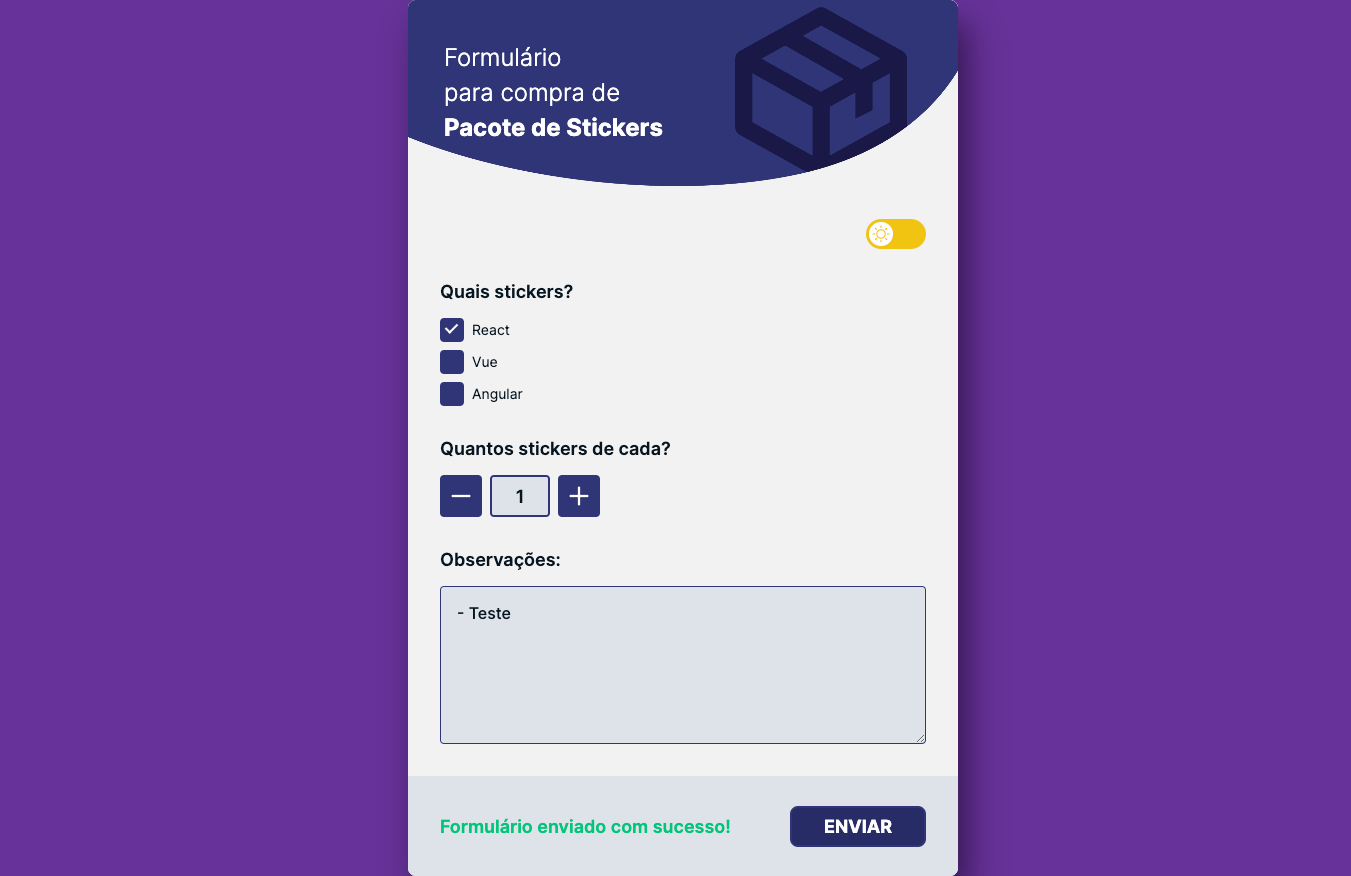 Formulário
para compra de
Pacote de Stickers
Quais stickers?
React
Vue
Angular
Quantos stickers de cada?
1
Observações:
- Teste
Formulário enviado com sucesso!
ENVIAR